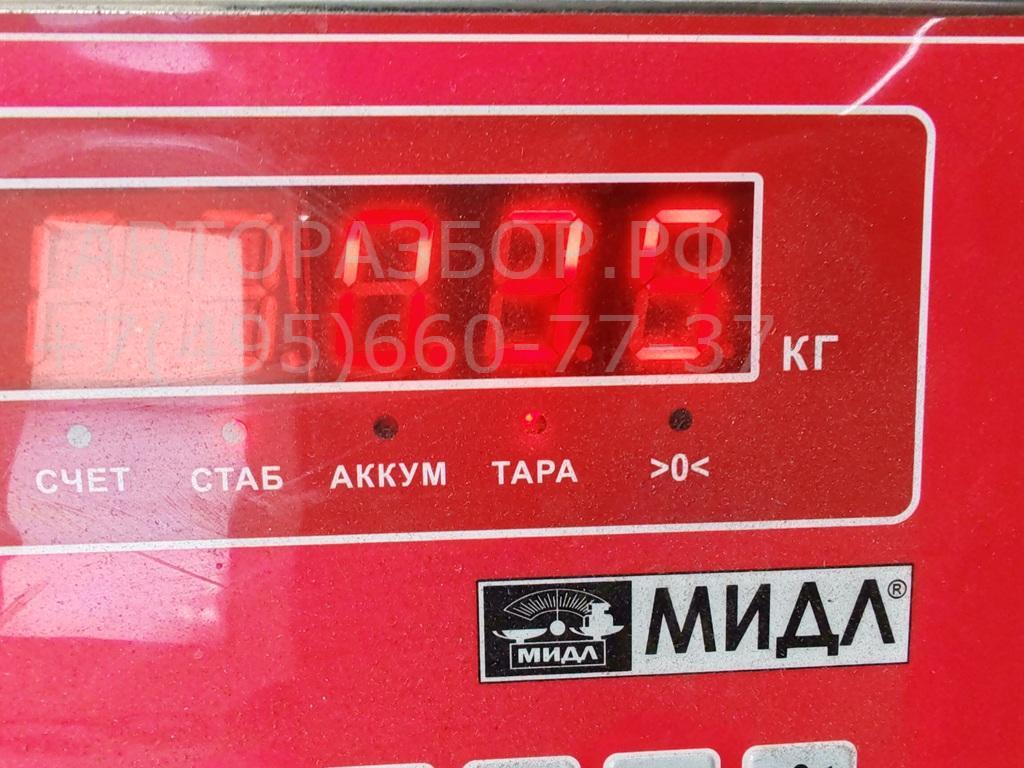 АВТОРАЗБОР.РФ
+7(495)660-77-37
КГ
СЧЕТ СТАБ АККУМ ТАРА >0<
МИДЛ МИДЛ®